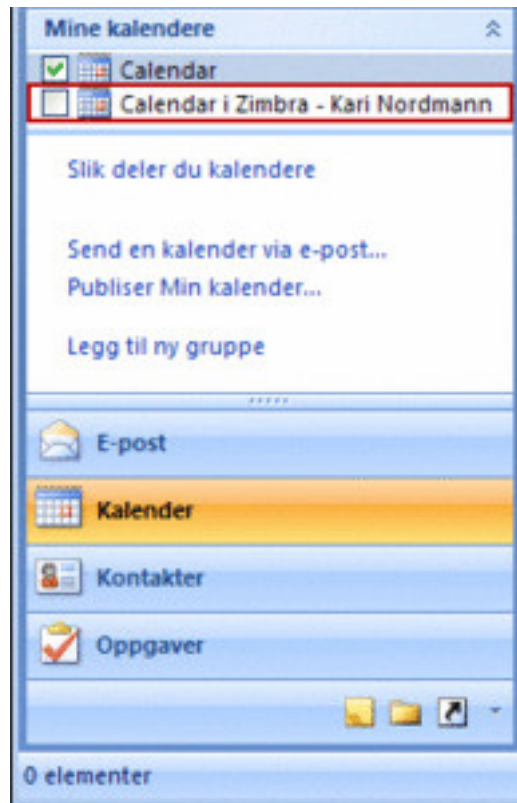 Mine kalendere
Calendar
Calendar i Zimbra - Kari Nordmann
Slik deler du kalendere
Send en kalender via e-post...
Publiser Min kalender...
Legg til ny gruppe
E-post
Kalender
Kontakter
Oppgaver
0 elementer